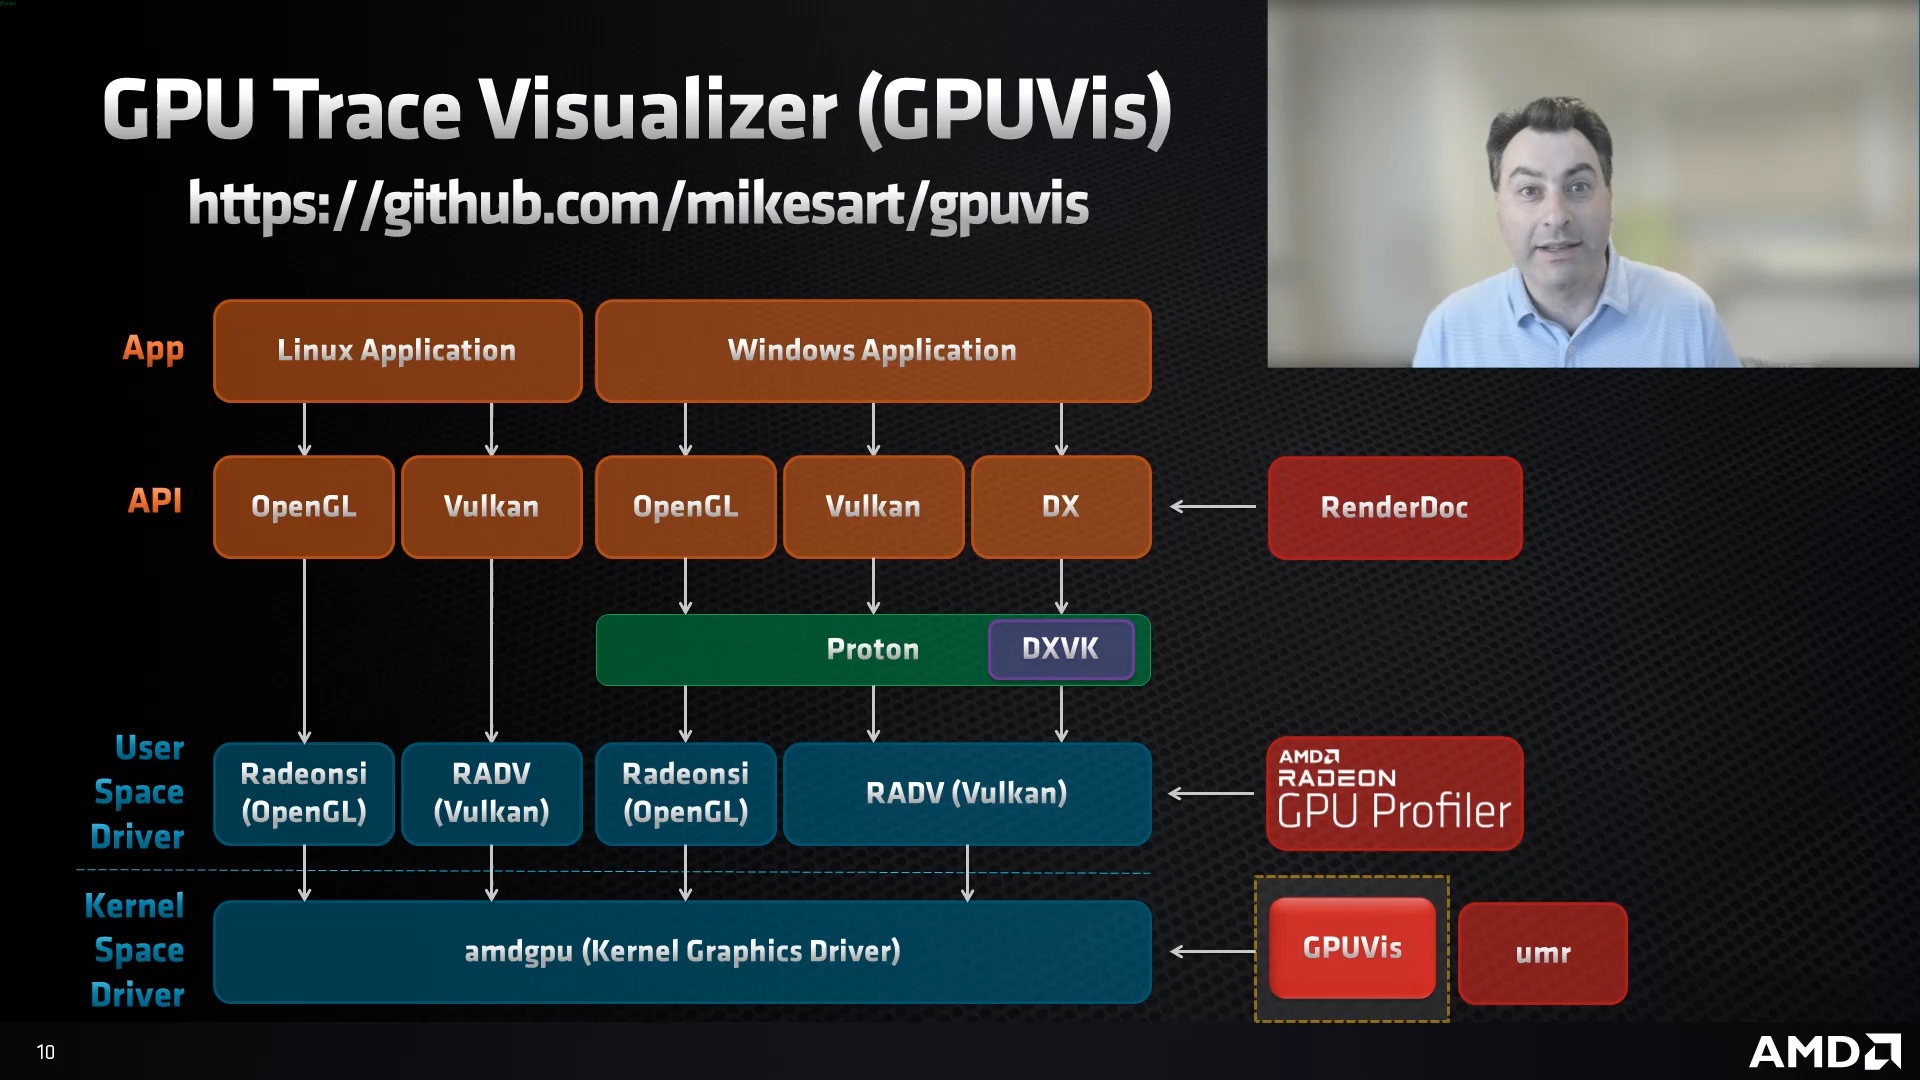 GPU Trace Visualizer (GPUVis)
https://github.com/mikesart/gpuvis
App
Linux Application
Windows Application
API
OpenGL
Vulkan
OpenGL
Vulkan
DX
RenderDoc
Proton
DXVK
User
Space
Driver
Radeonsi
(OpenGL)
RADV
(Vulkan)
Radeonsi
(OpenGL)
RADV (Vulkan)
AMD
RADEON
GPU Profiler
Kernel
Space
Driver
amdgpu (Kernel Graphics Driver)
GPUVis
umr
10
AMD